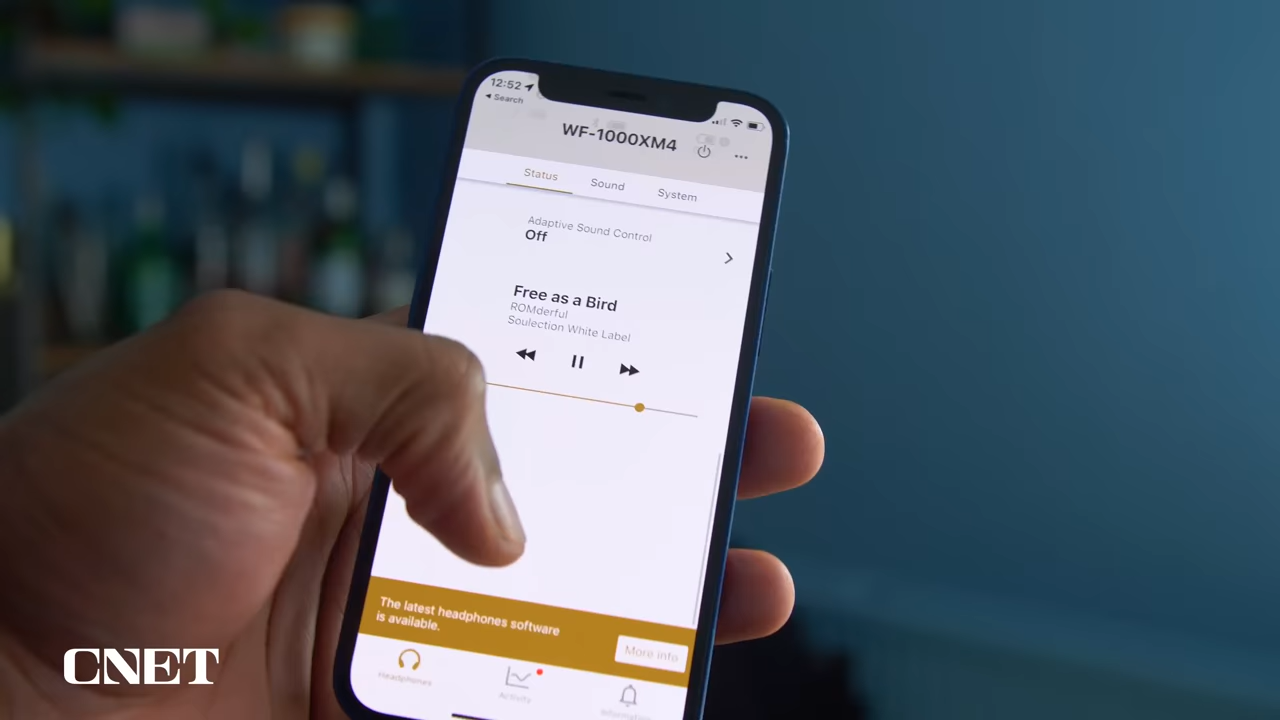 12:52
Search
WF-1000XM4
Status
Sound
System
Adaptive Sound Control
Off
Free as a Bird
ROMderful
Soulection White Label
The latest headphones software
is available.
More info
Headphones
Activity
Information
CNET